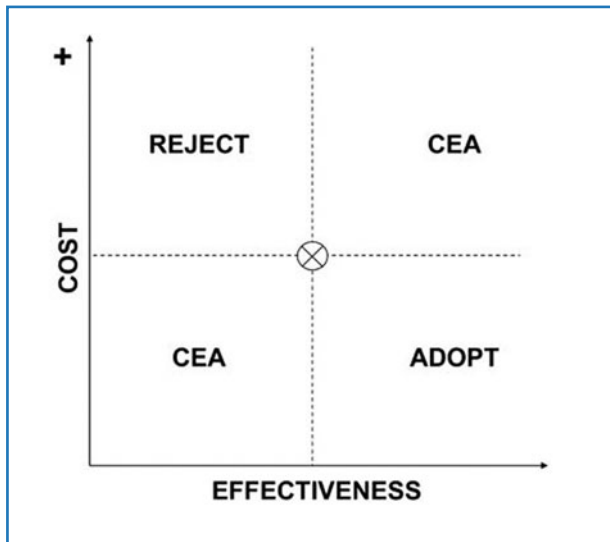 +
REJECT
CEA
COST
CEA
ADOPT
EFFECTIVENESS